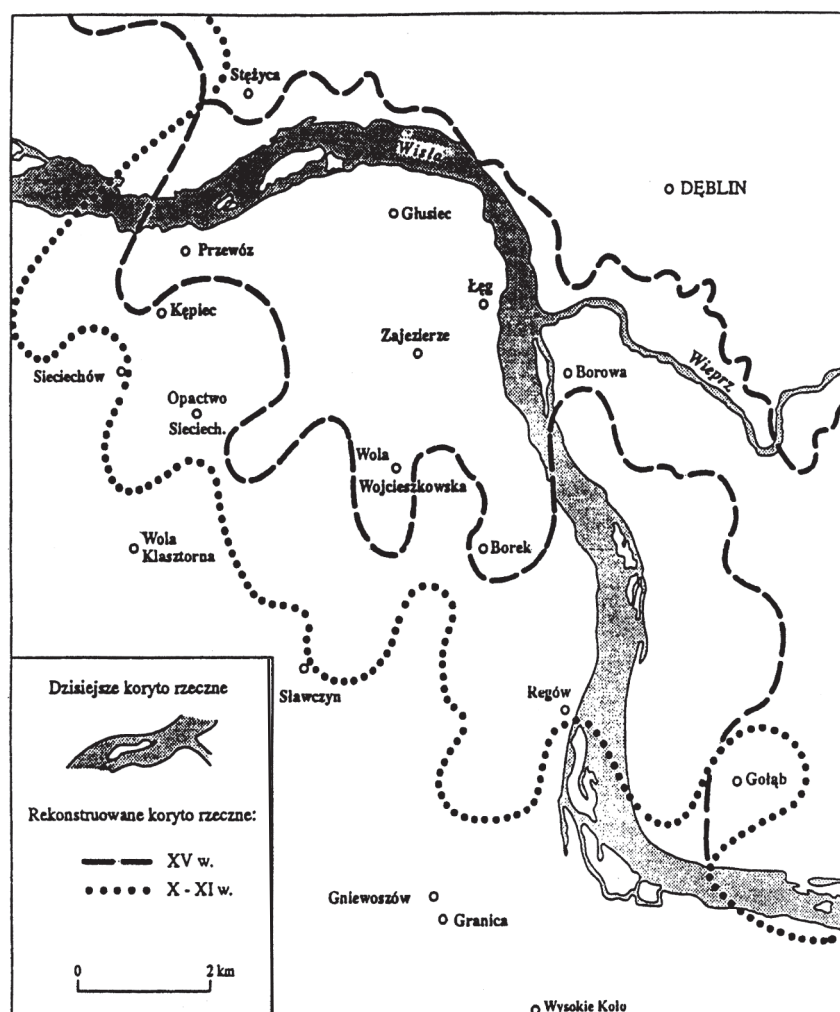 Stężyca
Wisła
DĘBLIN
Głusiec
Przewóz
Łęg
Kępiec
Zajezierze
Wieprz
Sieciechów
Borowa
Opactwo
Sieciech.
Wola
Wojcieszkowska
Wola
Klasztorna
Borek
Sławczyn
Regów
Gołąb
Dzisiejsze koryto rzeczne
Rekonstruowane koryto rzeczne:
XV w.
X - XI w.
Gniewoszów
Granica
0 2 km
Wysokie Koło